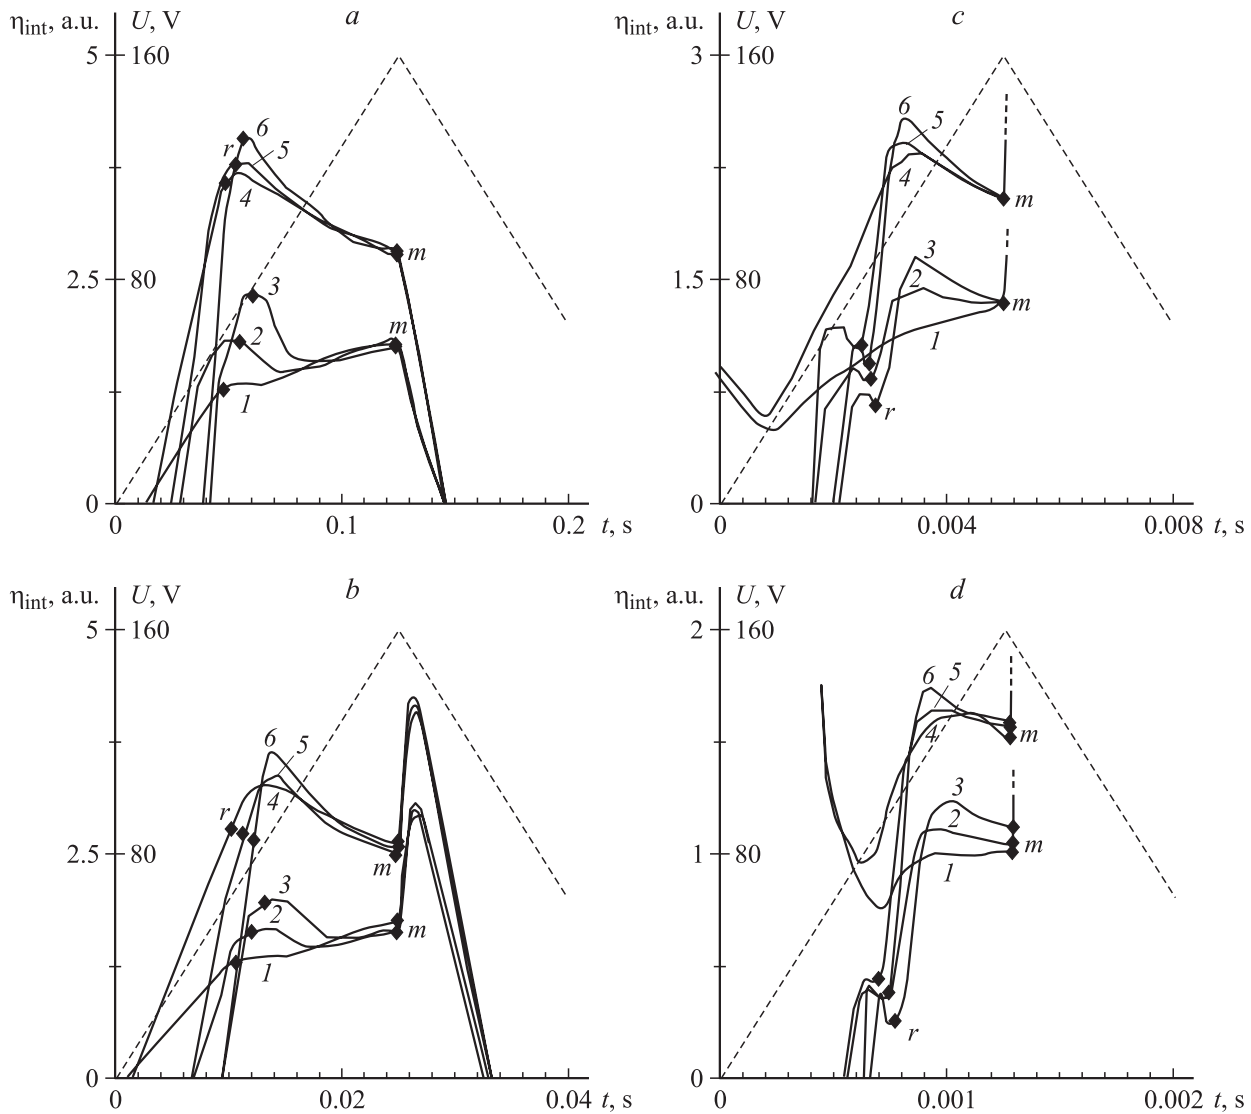 a
η_int, a.u. U, V
5 160
6
r 5
4
2.5 80 m
3
2 m
1
0
0 0.1 0.2 t, s
c
η_int, a.u. U, V
3 160
6
5
4
m
1.5 80
3
2 m
1
r
0
0 0.004 0.008 t, s
b
η_int, a.u. U, V
5 160
6 5
4
r
2.5 80
m
3
2 m
1
0
0 0.02 0.04 t, s
d
η_int, a.u. U, V
2 160
6 5
4 m
3
2
1 80 m
1
r
0
0 0.001 0.002 t, s